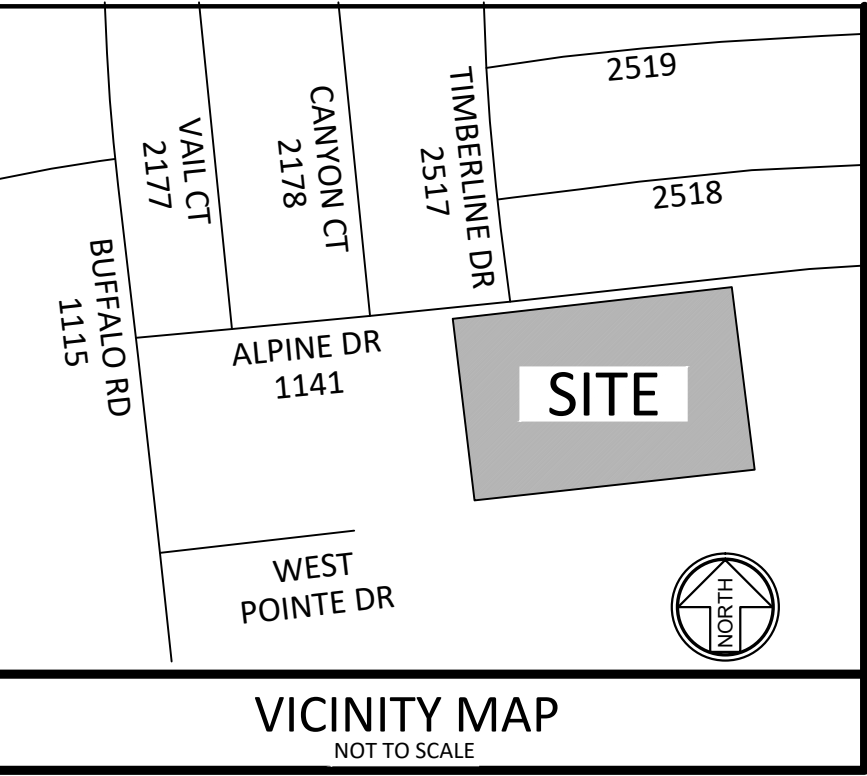 2519
VAIL CT
2177
CANYON CT
2178
TIMBERLINE DR
2517
2518
BUFFALO RD
1115
ALPINE DR
1141
SITE
WEST
POINTE DR
NORTH
VICINITY MAP
NOT TO SCALE